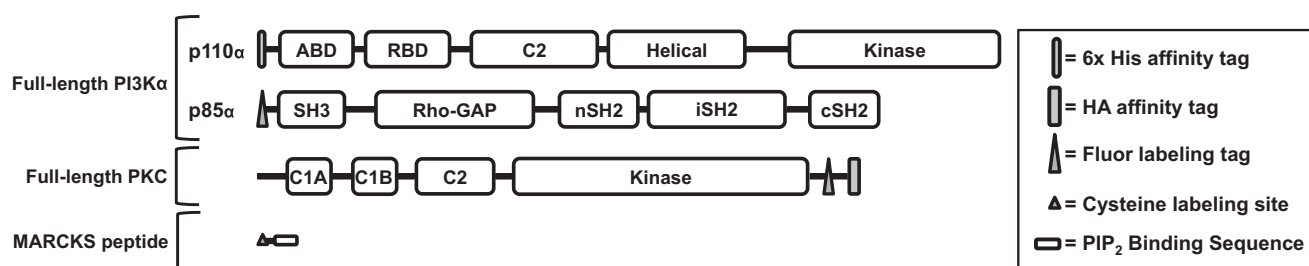 Full-length PI3Kα
p110α
ABD RBD C2 Helical Kinase
p85α
SH3 Rho-GAP nSH2 iSH2 cSH2
Full-length PKC
C1A C1B C2 Kinase
MARCKS peptide
= 6x His affinity tag
= HA affinity tag
= Fluor labeling tag
= Cysteine labeling site
= PIP2 Binding Sequence